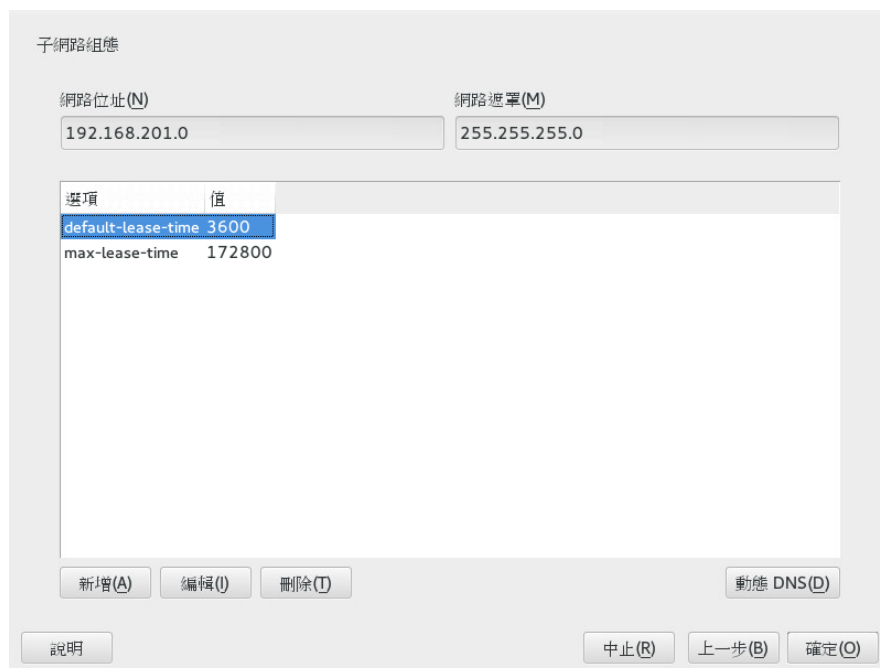 子網路組態
網路位址(N) 網路遮罩(M)
192.168.201.0 255.255.255.0
選項 值
default-lease-time 3600
max-lease-time 172800
新增(A) 編輯(I) 刪除(T) 動態 DNS(D)
說明 中止(R) 上一步(B) 確定(O)